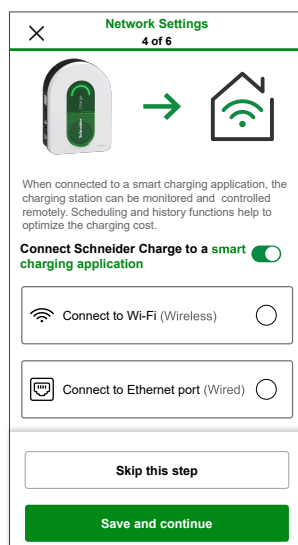 Network Settings
4 of 6
Schneider
Charge
When connected to a smart charging application, the
charging station can be monitored and controlled
remotely. Scheduling and history functions help to
optimize the charging cost.
Connect Schneider Charge to a smart
charging application
Connect to Wi-Fi (Wireless)
Connect to Ethernet port (Wired)
Skip this step
Save and continue